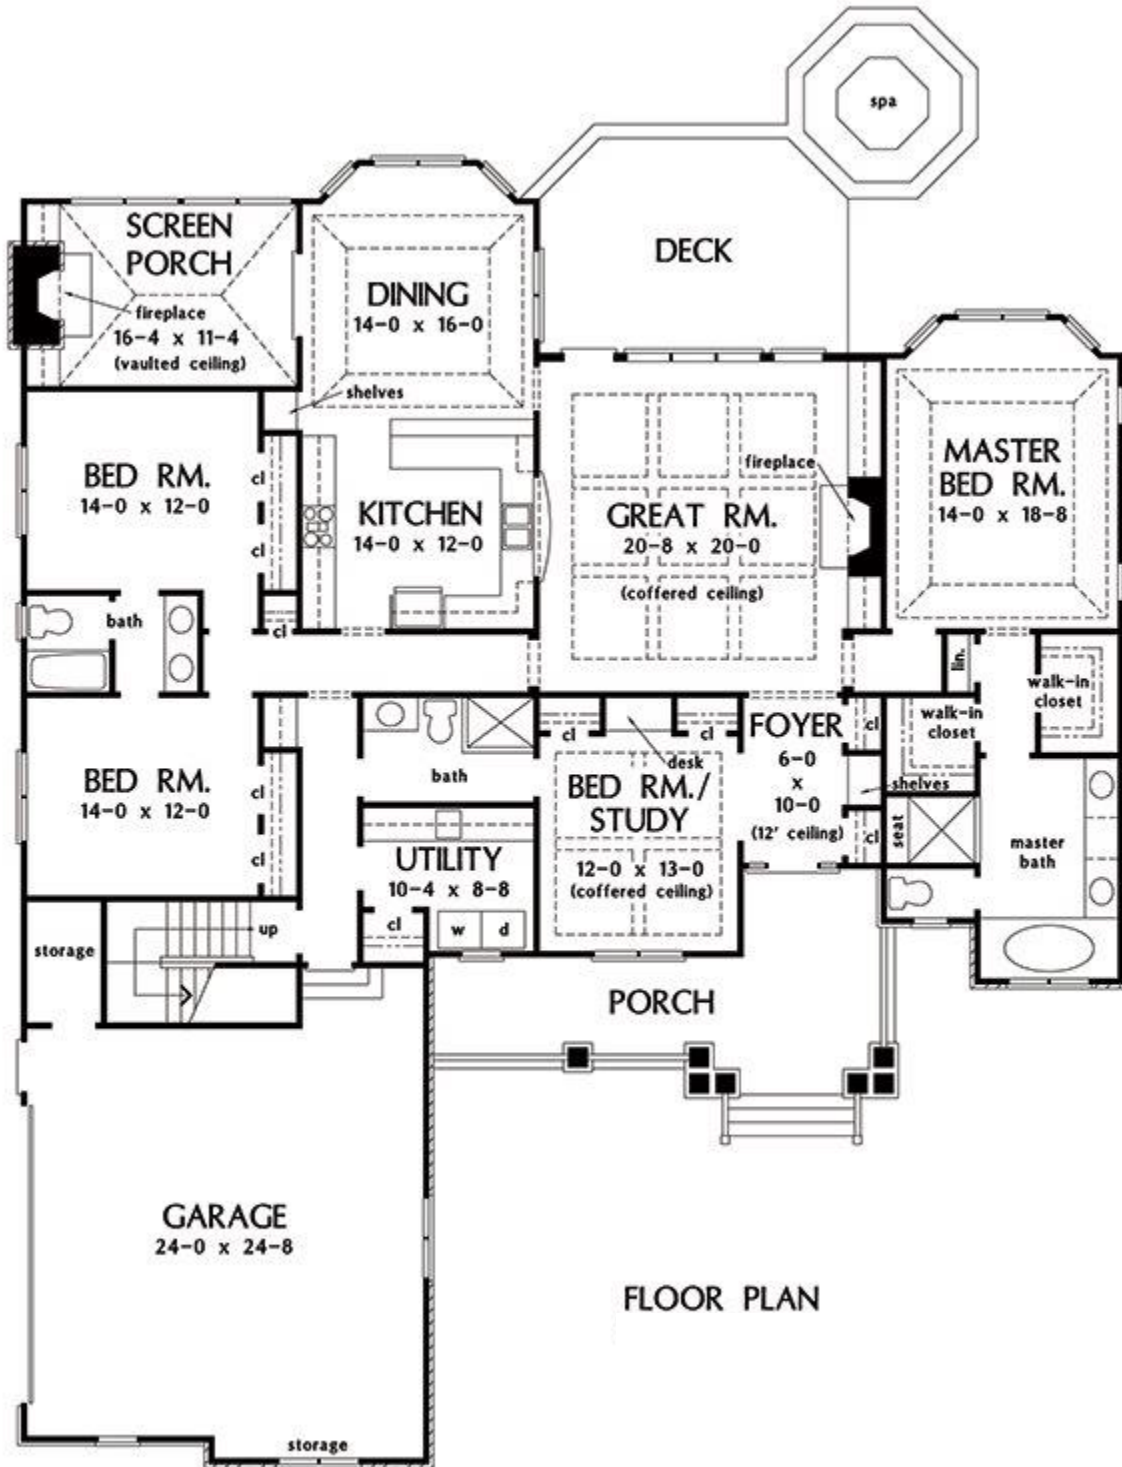 spa
SCREEN
PORCH
fireplace
16-4 x 11-4
(vaulted ceiling)
DINING
14-0 x 16-0
DECK
shelves
BED RM.
14-0 x 12-0
cl
cl
cl
KITCHEN
14-0 x 12-0
fireplace
GREAT RM.
20-8 x 20-0
(coffered ceiling)
MASTER
BED RM.
14-0 x 18-8
bath
lin.
walk-in
closet
walk-in
closet
BED RM.
14-0 x 12-0
cl
cl
bath
cl
cl
desk
BED RM./
STUDY
12-0 x 13-0
(coffered ceiling)
FOYER
6-0
x
10-0
(12' ceiling)
cl
shelves
cl
seat
master
bath
UTILITY
10-4 x 8-8
cl
w
d
storage
up
PORCH
GARAGE
24-0 x 24-8
storage
FLOOR PLAN